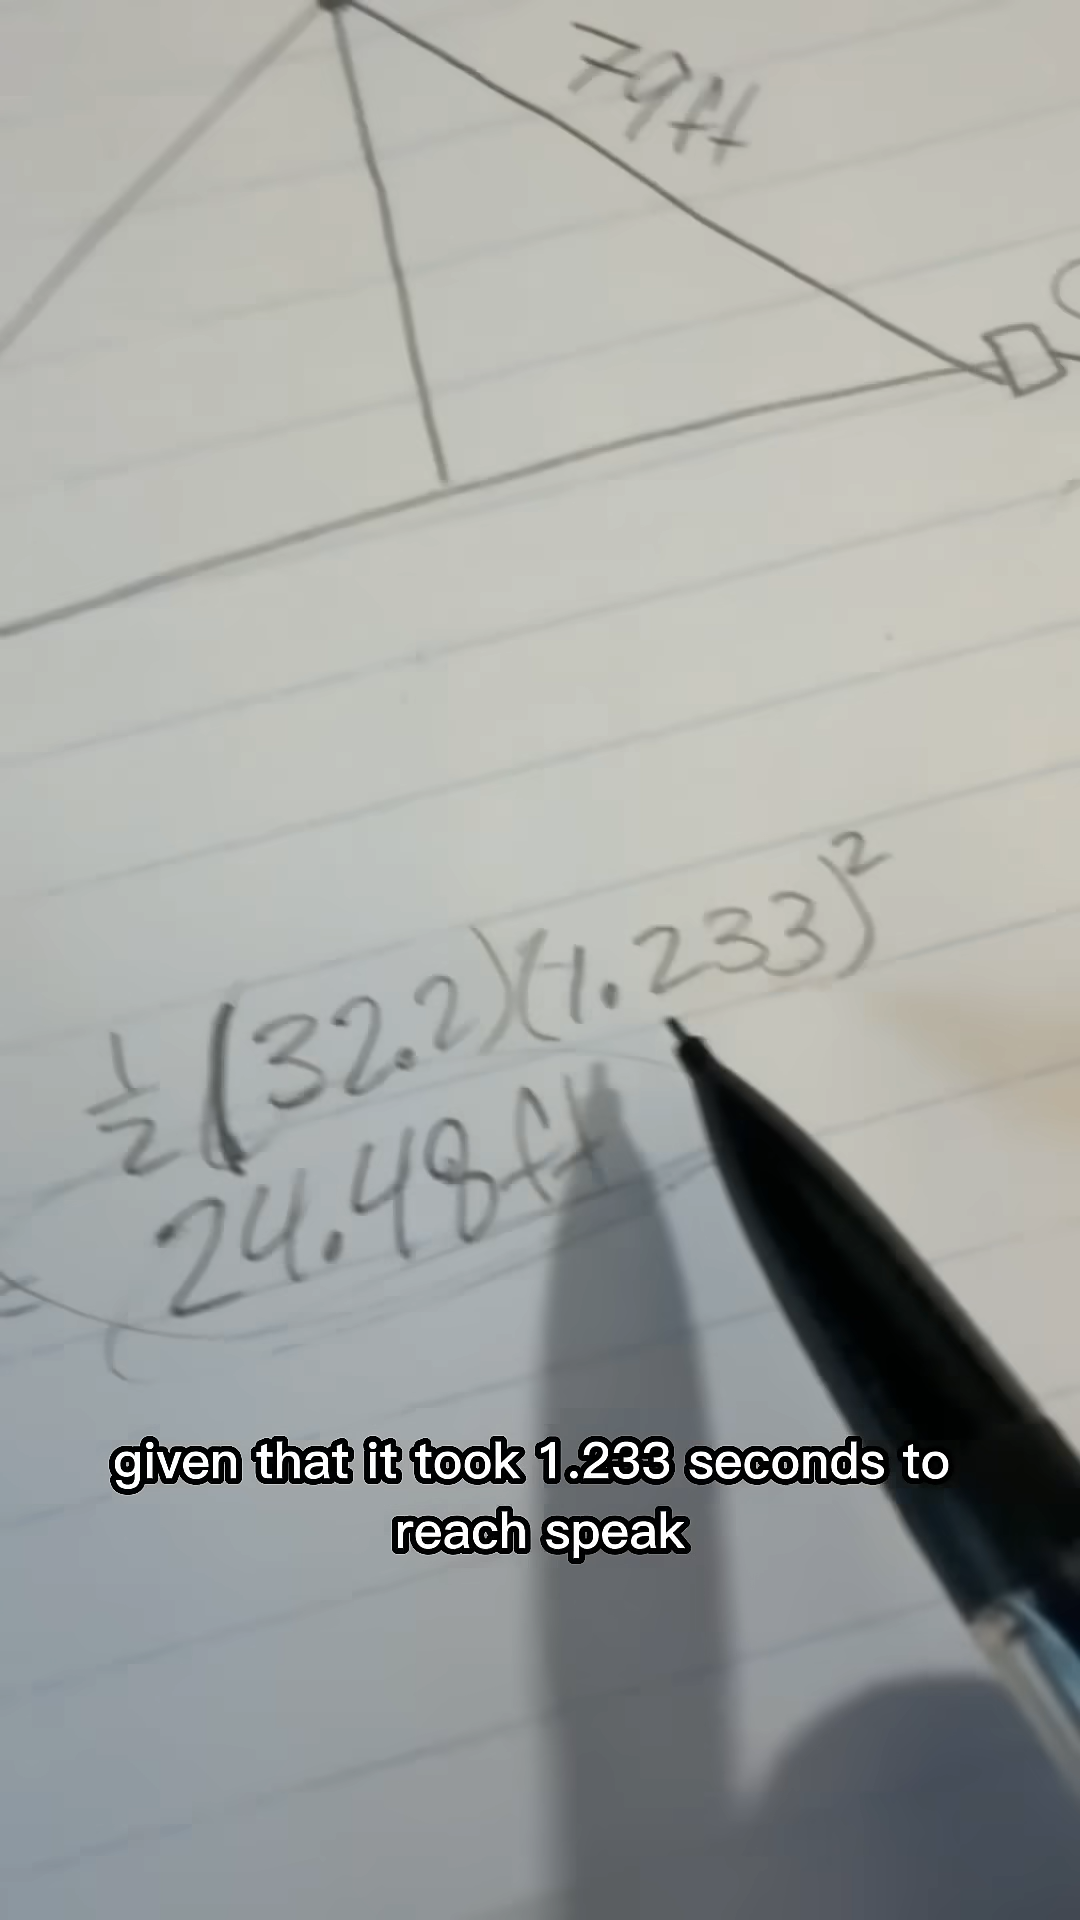 79ft
1/2 (32.2)(1.233)²
24.48ft
given that it took 1.233 seconds to
reach speak